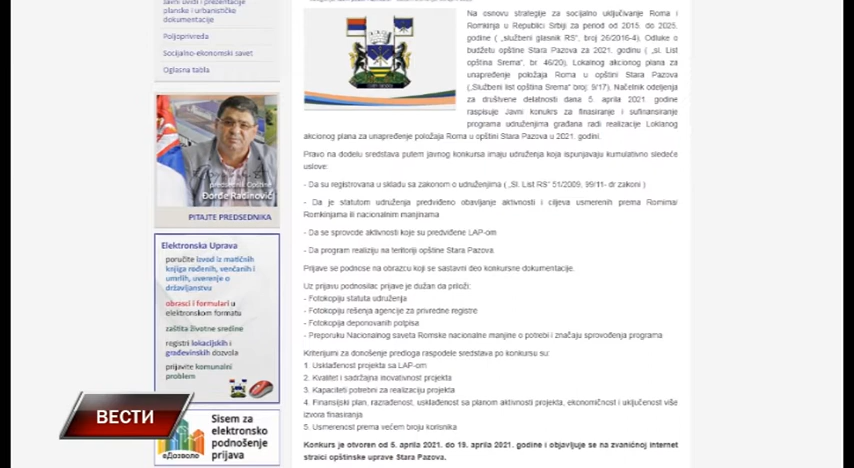 javni uvidi i prezentacije
planske i urbanističke
dokumentacije
Poljoprivreda
Socijalno-ekonomski savet
Oglasna tabla
predsednik Opštine
Đorđe Radinović
PITAJTE PREDSEDNIKA
Elektronska Uprava
poručite izvod iz matičnih
knjiga rođenih, venčanih i
umrlih, uverenje o
državljanstvu
obrasci i formulari u
elektronskom formatu
zaštita životne sredine
registri lokacijskih i
građevinskih dozvola
prijavite komunalni
problem
ВЕСТИ
еДозволе
Sisem za
elektronsko
podnošenje
prijava
Na osnovu strategije za socijalno uključivanje Roma i
Romkinja u Republici Srbiji za period od 2015. do 2025.
godine ( „službeni glasnik RS", broj 26/2016-4), Odluke o
budžetu opštine Stara Pazova za 2021. godinu ( „sl. List
opština Srema", br. 46/20), Lokalnog akcionog plana za
unapređenje položaja Roma u opštini Stara Pazova
(„Službeni list opština Srema" broj; 9/17), Načelnik odeljenja
za društvene delatnosti dana 5. aprila 2021. godine
raspisuje Javni konukrs za finasiranje i sufinansiranje
programa udruženjima građana radi realizacije Lokalnog
akcionog plana za unapređenje položaja Roma u opštini Stara Pazova u 2021. godini.
Pravo na dodelu sredstava putem javnog konkursa imaju udruženja koja ispunjavaju kumulativno sledeće
uslove:
- Da su registrovana u skladu sa zakonom o udruženjima ( „Sl. List RS" 51/2009, 99/11- dr zakoni )
- Da je statutom udruženja predviđeno obavljanje aktivnosti i ciljeva usmerenih prema Romima/
Romkinjama ili nacionalnim manjinama
- Da se sprovode aktivnosti koje su predviđene LAP-om
- Da program realiziju na teritoriji opštine Stara Pazova
Prijave se podnose na obrazcu koji se sastavni deo konkursne dokumentacije.
Uz prijavu podnosilac prijave je dužan da priloži:
- Fotokopiju statuta udruženja
- Fotokopiju rešenja agencije za privredne registre
- Fotokopija deponovanih potpisa
- Preporuku Nacionalnog saveta Romske nacionalne manjine o potrebi i značaju sprovođenja programa
Kriterijumi za donošenje predloga raspodele sredstava po konkursu su:
1. Usklađenost projekta sa LAP-om
2. Kvalitet i sadržajna inovativnost projekta
3. Kapaciteti potrebni za realizaciju projekta
4. Finansijski plan, razrađenost, usklađenost sa planom aktivnosti projekta, ekonomičnost i uključenost više
izvora finasiranja
5. Usmerenost prema većem broju korisnika
Konkurs je otvoren od 5. aprila 2021. do 19. aprila 2021. godine i objavljuje se na zvaničnoj internet
straici opštinske uprave Stara Pazova.